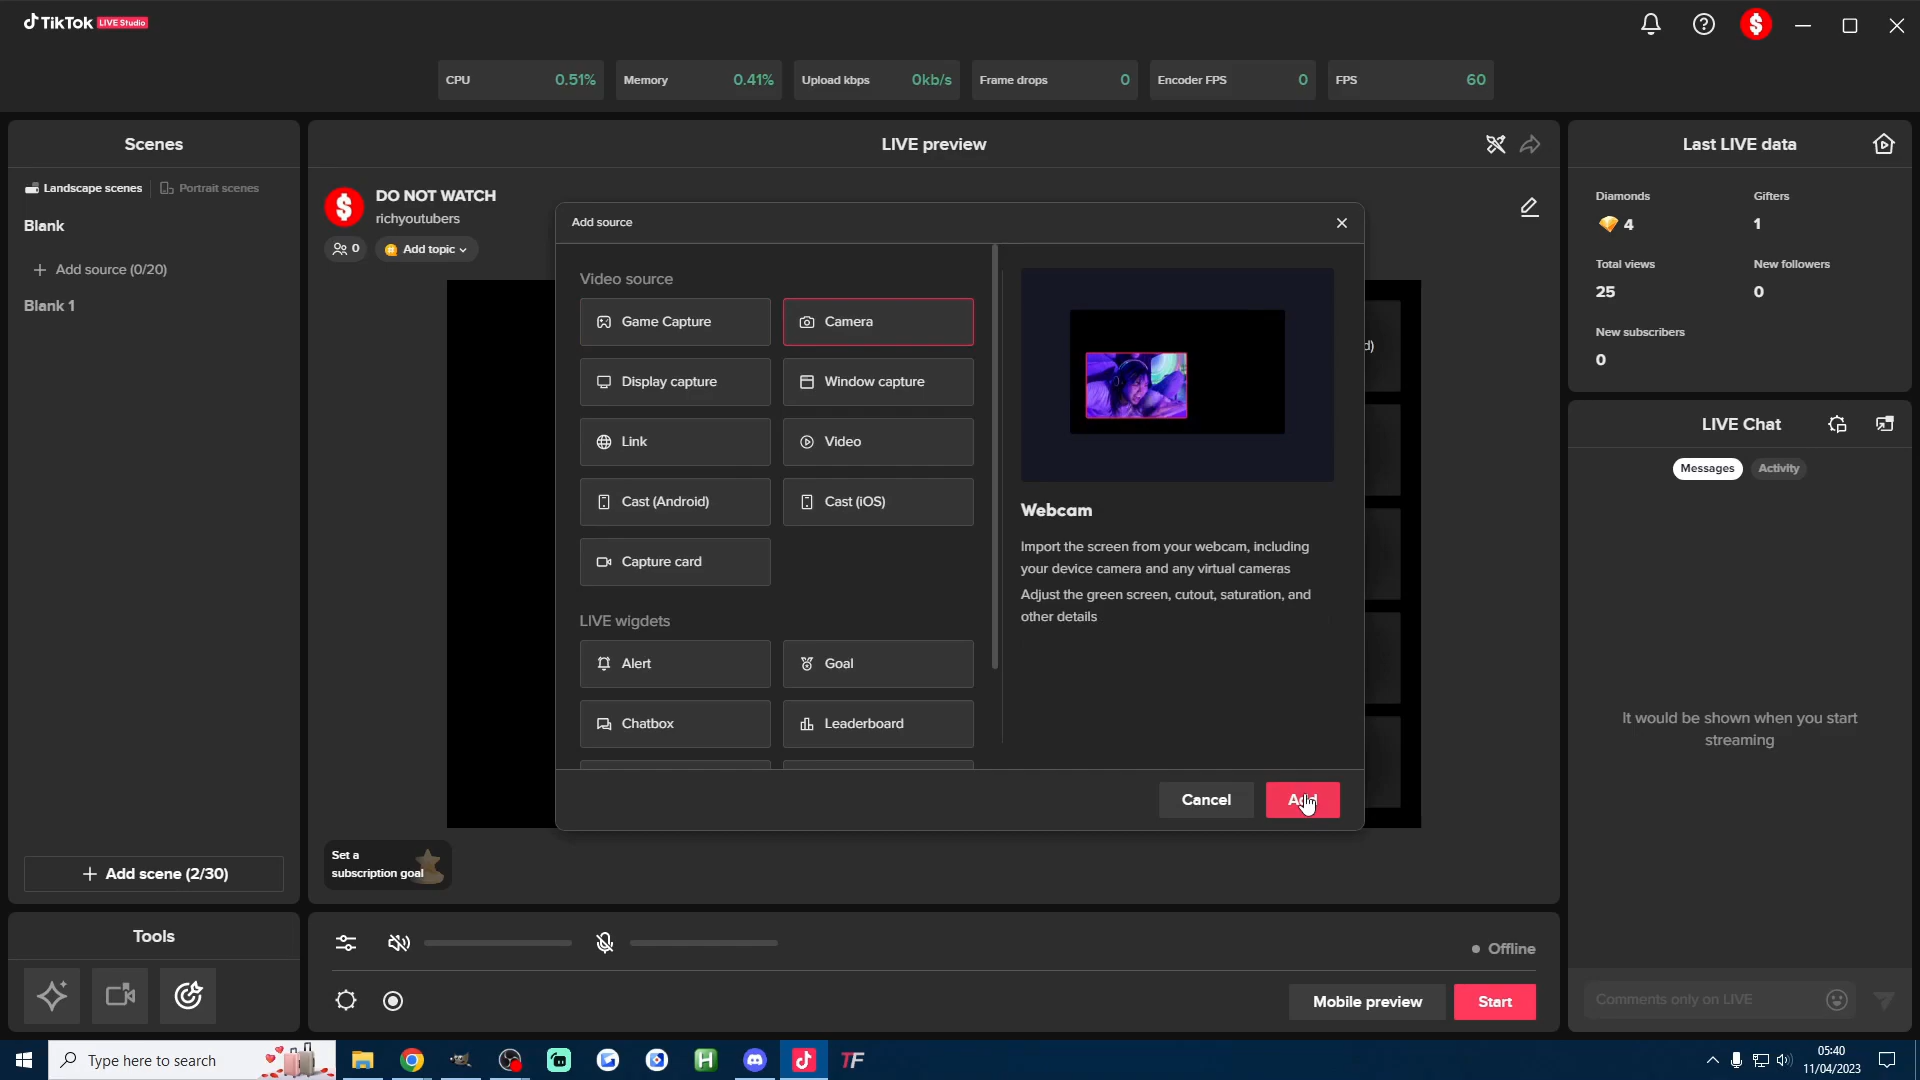 TikTok LIVE Studio
CPU 0.51%
Memory 0.41%
Upload kbps 0kb/s
Frame drops 0
Encoder FPS 0
FPS 60
Scenes
Landscape scenes
Portrait scenes
Blank
Add source (0/20)
Blank 1
Add scene (2/30)
Tools
LIVE preview
DO NOT WATCH
richyoutubers
0
Add topic
Add source
Video source
Game Capture
Camera
Display capture
Window capture
Link
Video
Cast (Android)
Cast (iOS)
Capture card
LIVE wigdets
Alert
Goal
Chatbox
Leaderboard
Webcam
Import the screen from your webcam, including
your device camera and any virtual cameras
Adjust the green screen, cutout, saturation, and
other details
Cancel
Add
d)
Set a
subscription goal
Offline
Mobile preview
Start
Last LIVE data
Diamonds
4
Gifters
1
Total views
25
New followers
0
New subscribers
0
LIVE Chat
Messages
Activity
It would be shown when you start
streaming
Comments only on LIVE
Type here to search
H
TF
05:40
11/04/2023